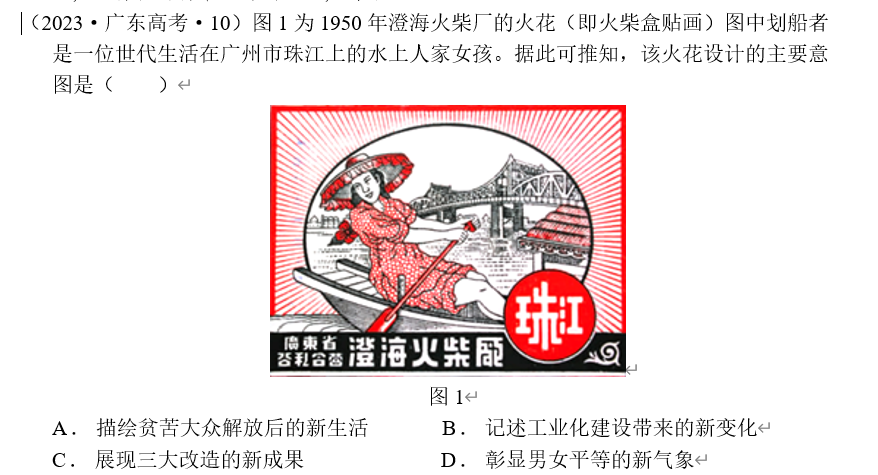 （2023·广东高考·10）图 1 为 1950 年澄海火柴厂的火花（即火柴盒贴画）图中划船者
是一位世代生活在广州市珠江上的水上人家女孩。据此可推知，该火花设计的主要意
图是（　　）
珠江
廣東省
公私合营 澄海火柴厰
图 1
A． 描绘贫苦大众解放后的新生活
B． 记述工业化建设带来的新变化
C． 展现三大改造的新成果
D． 彰显男女平等的新气象